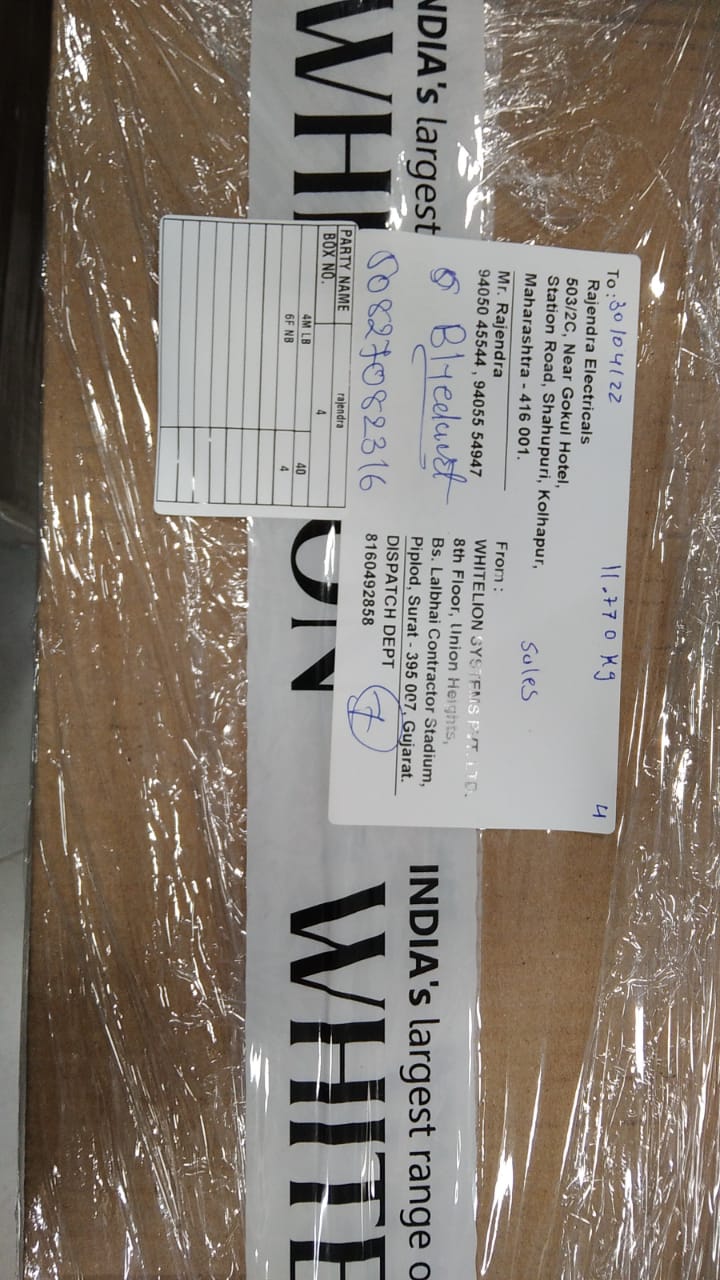 INDIA's largest
WHI
ON
To: 30/04/22
11.770 Kg
4
Rajendra Electricals
503/2C, Near Gokul Hotel,
Station Road, Shahupuri, Kolhapur,
Maharashtra - 416 001.
Sales
Mr. Rajendra
94050 45544 , 94055 54947
From :
WHITELION SYSTEMS PVT. LTD.
8th Floor, Union Heights,
Bs. Lalbhai Contractor Stadium,
Piplod, Surat - 395 007, Gujarat.
DISPATCH DEPT
8160492858
7
Bluedart
PARTY NAME rajendra
BOX NO. 4
4M LB 40
6F NB 4
INDIA's largest range o
WHITE